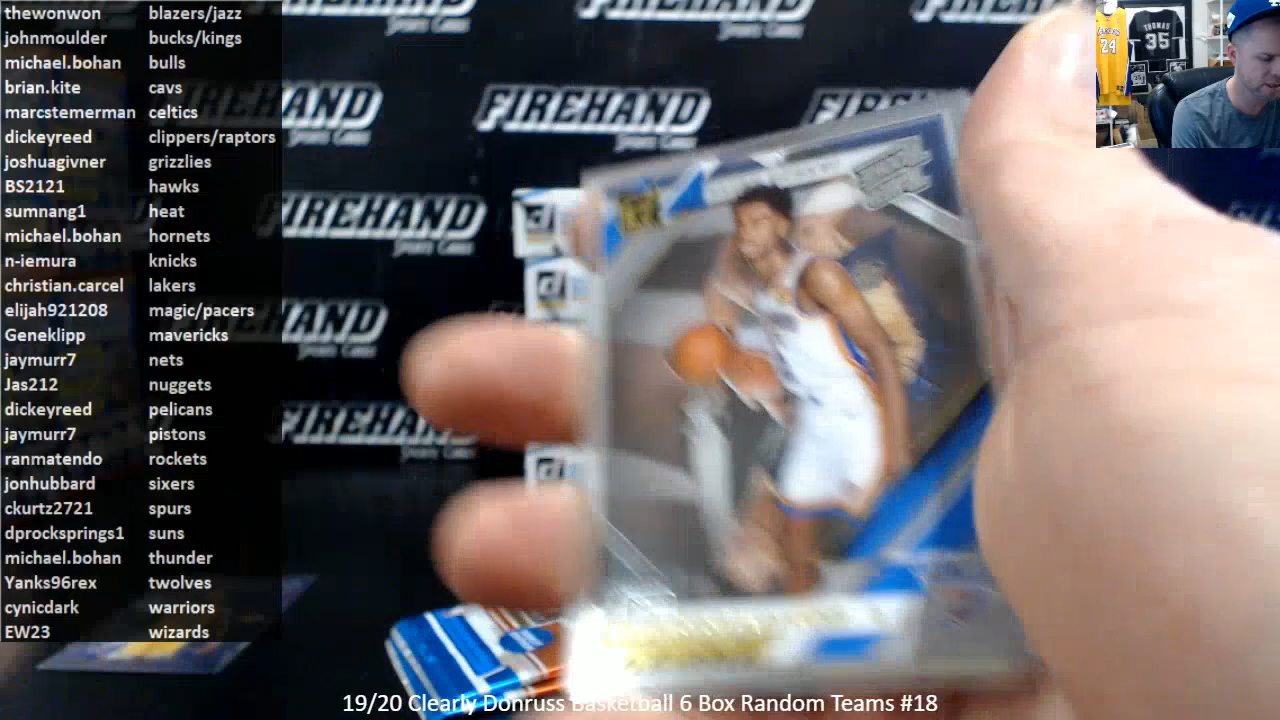 thewonwon blazers/jazz
johnmoulder bucks/kings
michael.bohan bulls
brian.kite cavs
marcstemerman celtics
dickeyreed clippers/raptors
joshuagivner grizzlies
BS2121 hawks
sumnang1 heat
michael.bohan hornets
n-iemura knicks
christian.carcel lakers
elijah921208 magic/pacers
Geneklipp mavericks
jaymurr7 nets
Jas212 nuggets
dickeyreed pelicans
jaymurr7 pistons
ranmatendo rockets
jonhubbard sixers
ckurtz2721 spurs
dprocksprings1 suns
michael.bohan thunder
Yanks96rex twolves
cynicdark warriors
EW23 wizards
FIREHAND
FIREHAND
FIREHAND
FIREHAND
THOMAS
35
24
19/20 Clearly Donruss Basketball 6 Box Random Teams #18